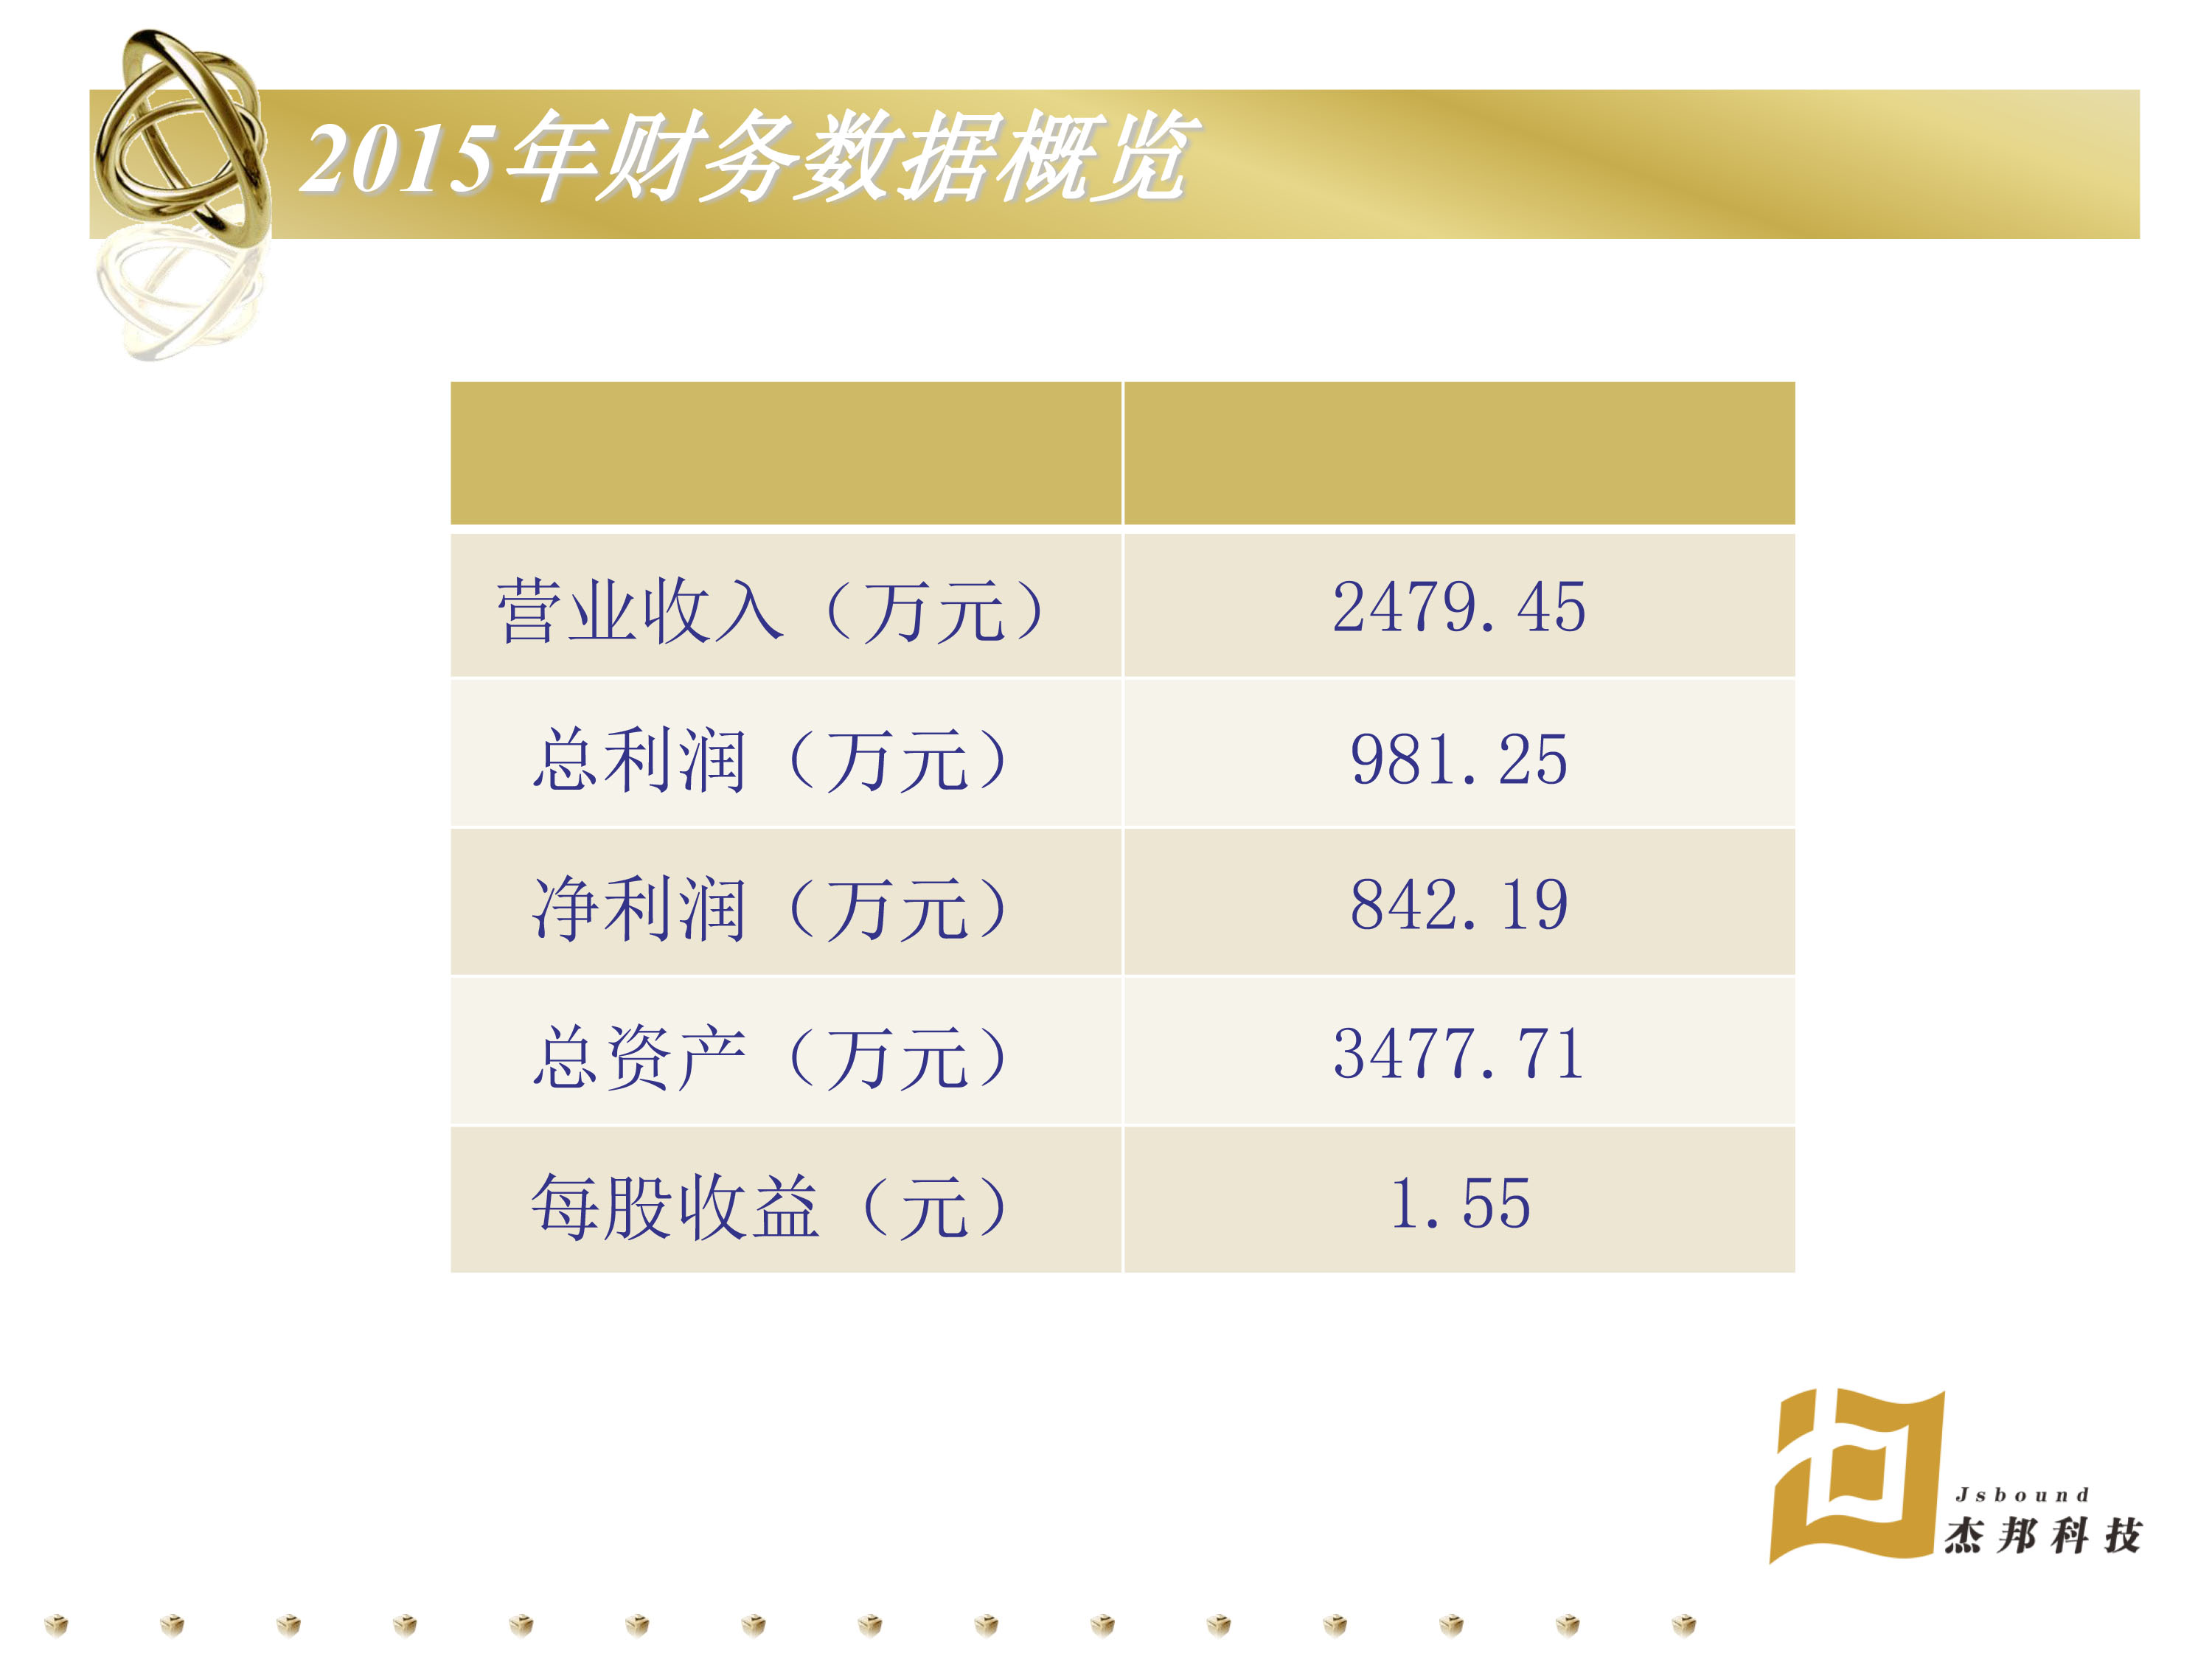 2015年财务数据概览
营业收入（万元） 2479.45
总利润（万元） 981.25
净利润（万元） 842.19
总资产（万元） 3477.71
每股收益（元） 1.55
Jsbound
杰邦科技